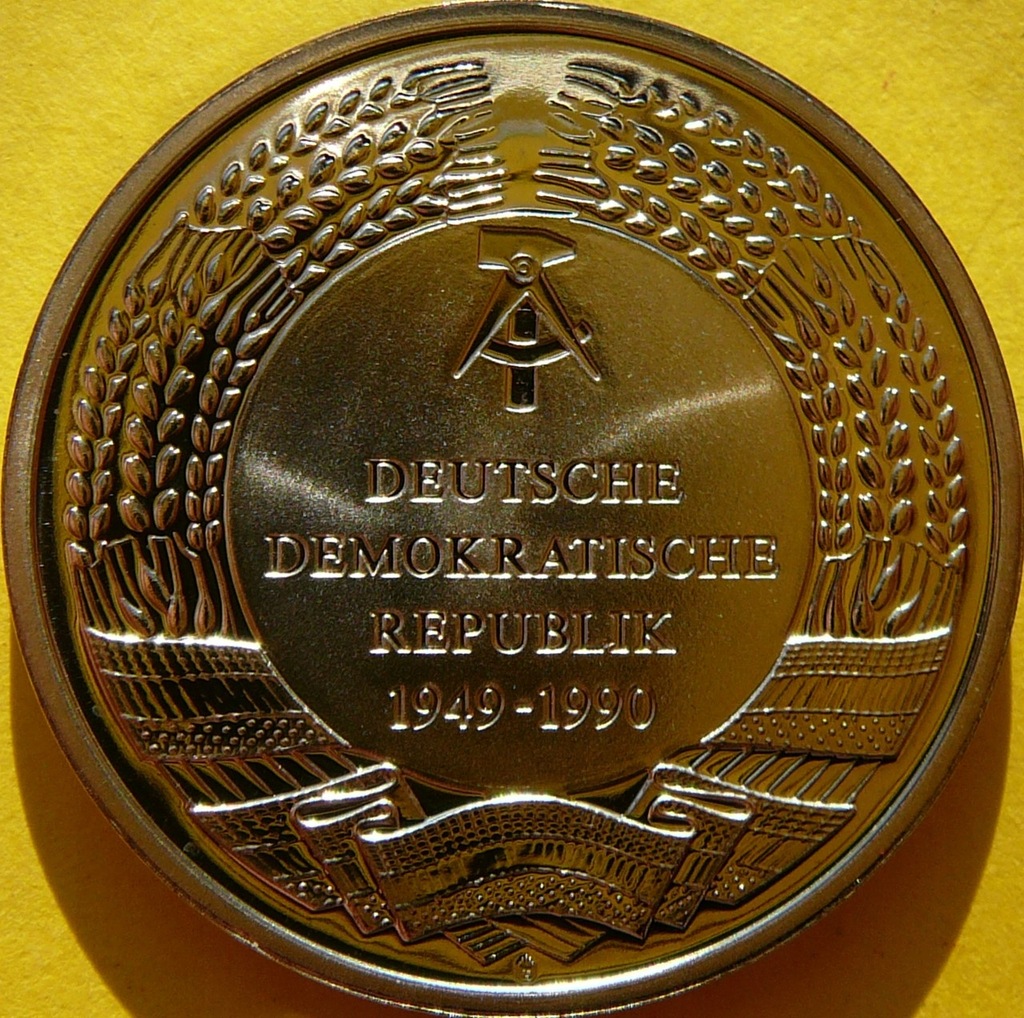 DEUTSCHE
DEMOKRATISCHE
REPUBLIK
1949-1990